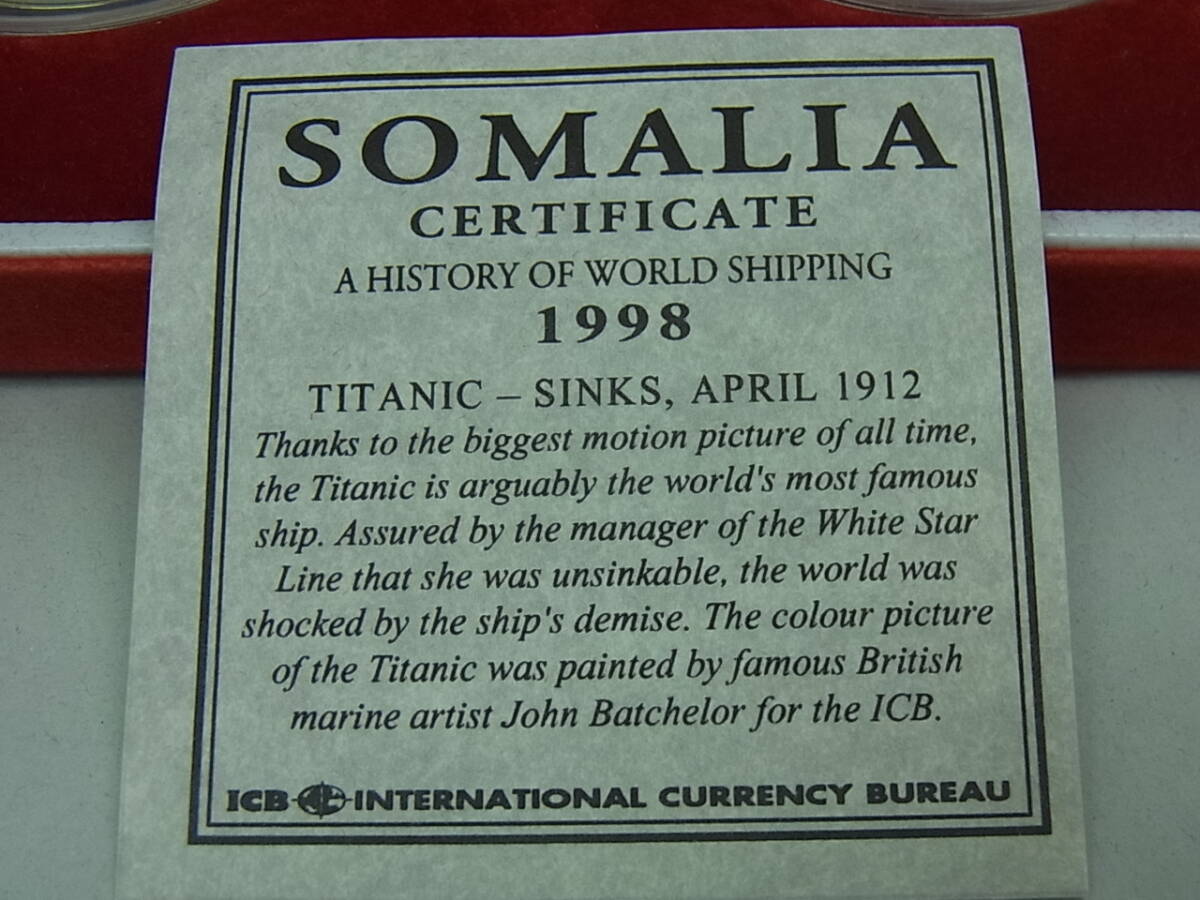 SOMALIA
CERTIFICATE
A HISTORY OF WORLD SHIPPING
1998
TITANIC – SINKS, APRIL 1912
Thanks to the biggest motion picture of all time,
the Titanic is arguably the world's most famous
ship. Assured by the manager of the White Star
Line that she was unsinkable, the world was
shocked by the ship's demise. The colour picture
of the Titanic was painted by famous British
marine artist John Batchelor for the ICB.
ICB INTERNATIONAL CURRENCY BUREAU